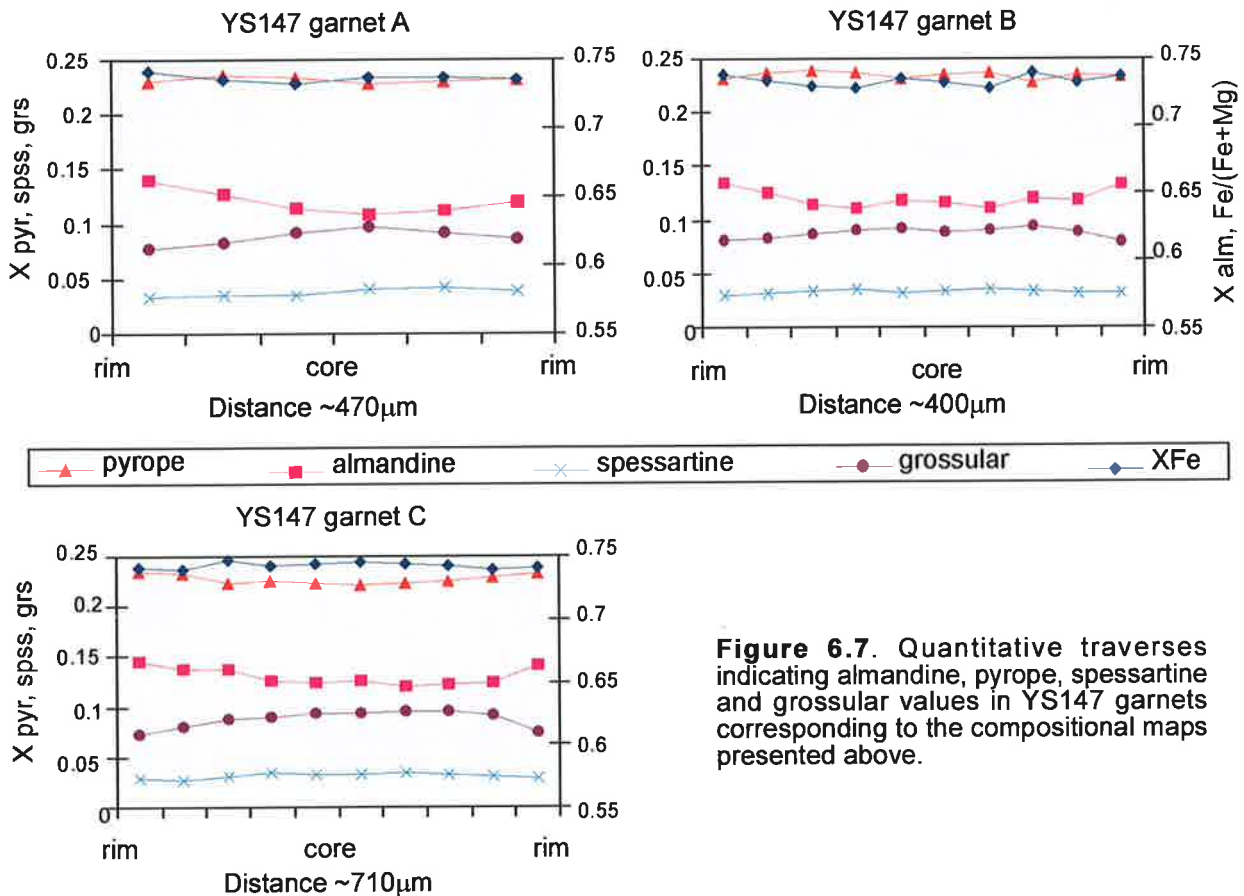 YS147 garnet A
0.25
0.2
0.15
0.1
0.05
0
X pyr, spss, grs
0.75
0.7
0.65
0.6
0.55
rim core rim
Distance ~470µm
YS147 garnet B
0.25
0.2
0.15
0.1
0.05
0
0.75
0.7
0.65
0.6
0.55
X alm, Fe/(Fe+Mg)
rim core rim
Distance ~400µm
pyrope almandine spessartine grossular XFe
YS147 garnet C
0.25
0.2
0.15
0.1
0.05
0
X pyr, spss, grs
0.75
0.7
0.65
0.6
0.55
rim core rim
Distance ~710µm
Figure 6.7. Quantitative traverses
indicating almandine, pyrope, spessartine
and grossular values in YS147 garnets
corresponding to the compositional maps
presented above.